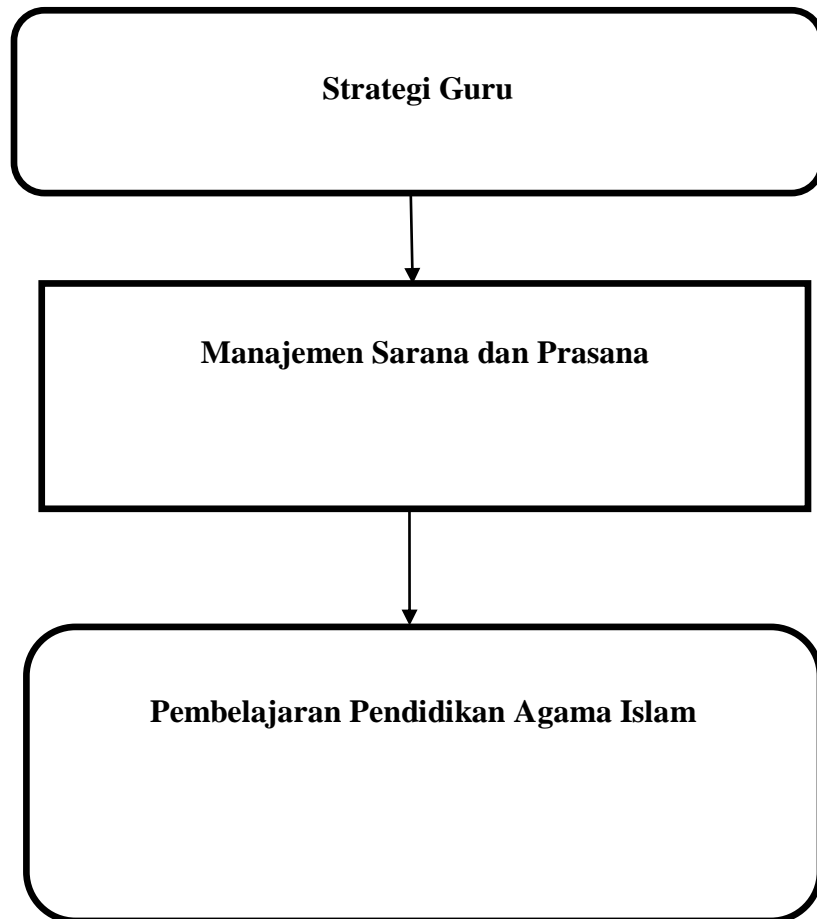 Strategi Guru
Manajemen Sarana dan Prasana
Pembelajaran Pendidikan Agama Islam